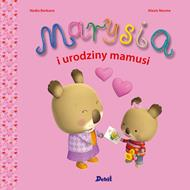 Nadia Berkane
Alexis Nesme
Marysia
i urodziny mamusi
Debit